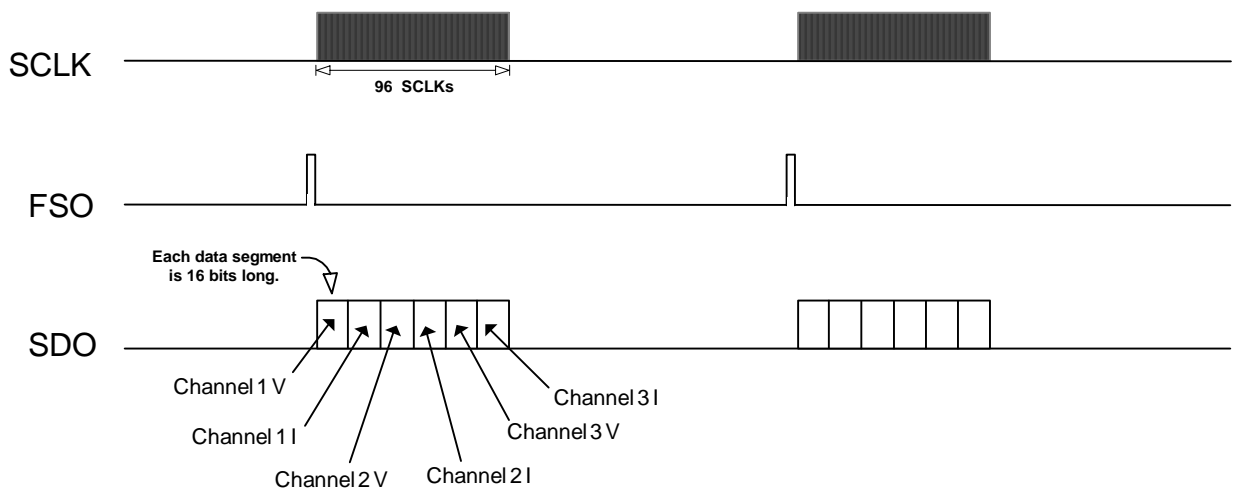 SCLK
96 SCLKs
FSO
Each data segment
is 16 bits long.
SDO
Channel 1 V
Channel 1 I
Channel 2 V
Channel 2 I
Channel 3 V
Channel 3 I